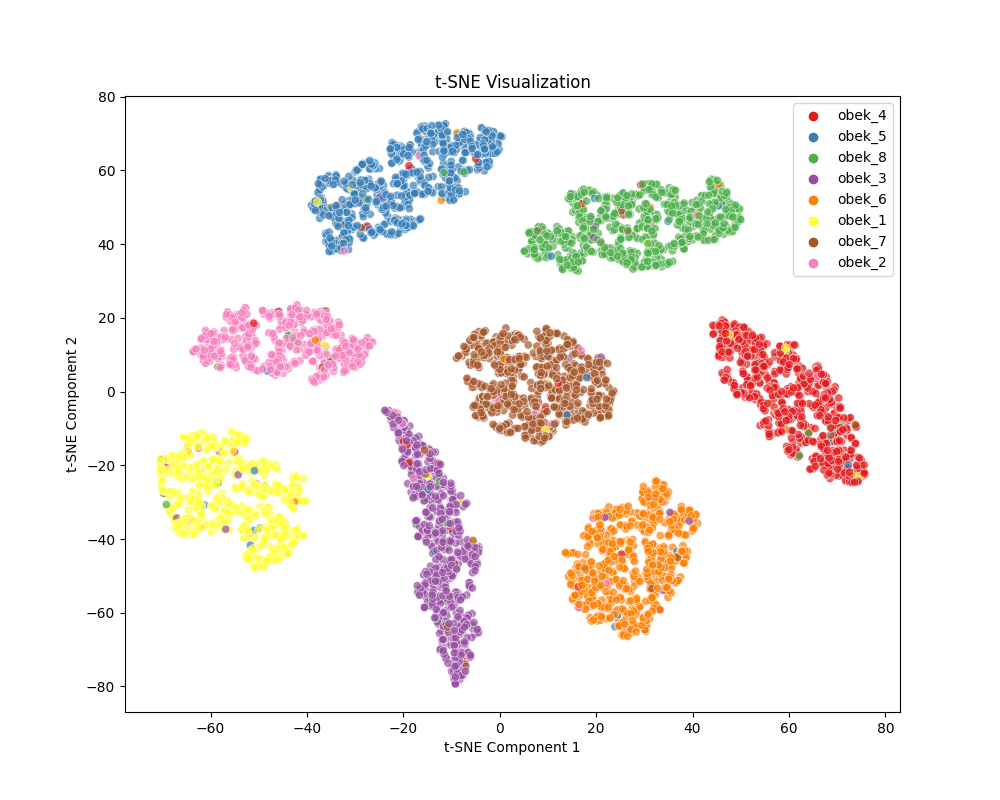 t-SNE Visualization
obek_4
obek_5
obek_8
obek_3
obek_6
obek_1
obek_7
obek_2
t-SNE Component 2
80
60
40
20
0
−20
−40
−60
−80
−60
−40
−20
0
20
40
60
80
t-SNE Component 1